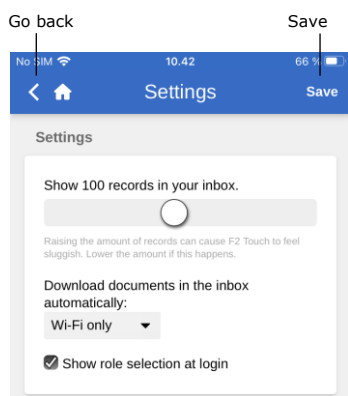 Go back Save
No SIM 10.42 66 %
Settings Save
Settings
Show 100 records in your inbox.
Raising the amount of records can cause F2 Touch to feel
sluggish. Lower the amount if this happens.
Download documents in the inbox
automatically:
Wi-Fi only
Show role selection at login